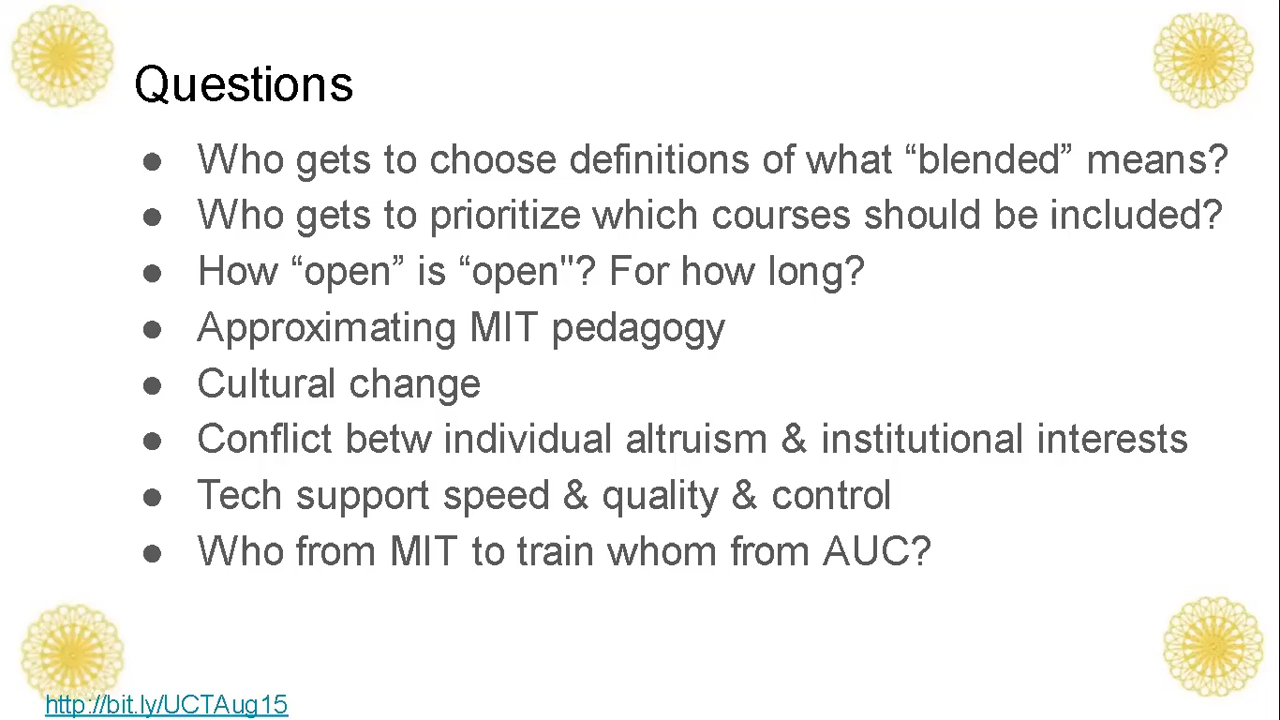 Questions
● Who gets to choose definitions of what “blended” means?
● Who gets to prioritize which courses should be included?
● How “open” is “open"? For how long?
● Approximating MIT pedagogy
● Cultural change
● Conflict betw individual altruism & institutional interests
● Tech support speed & quality & control
● Who from MIT to train whom from AUC?
http://bit.ly/UCTAug15